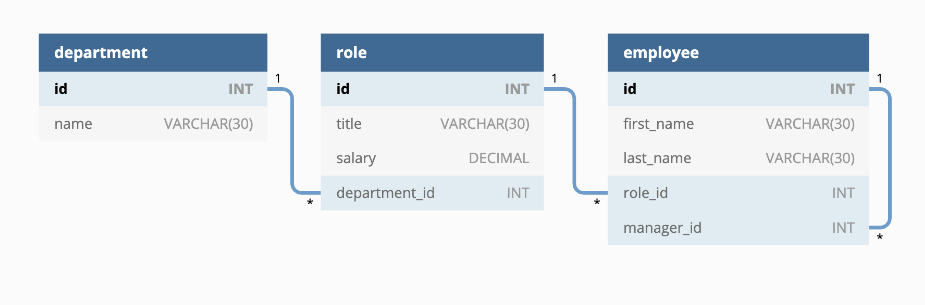 department
id INT
name VARCHAR(30)
1
*
role
id INT
title VARCHAR(30)
salary DECIMAL
department_id INT
1
*
employee
id INT
first_name VARCHAR(30)
last_name VARCHAR(30)
role_id INT
manager_id INT
1
*